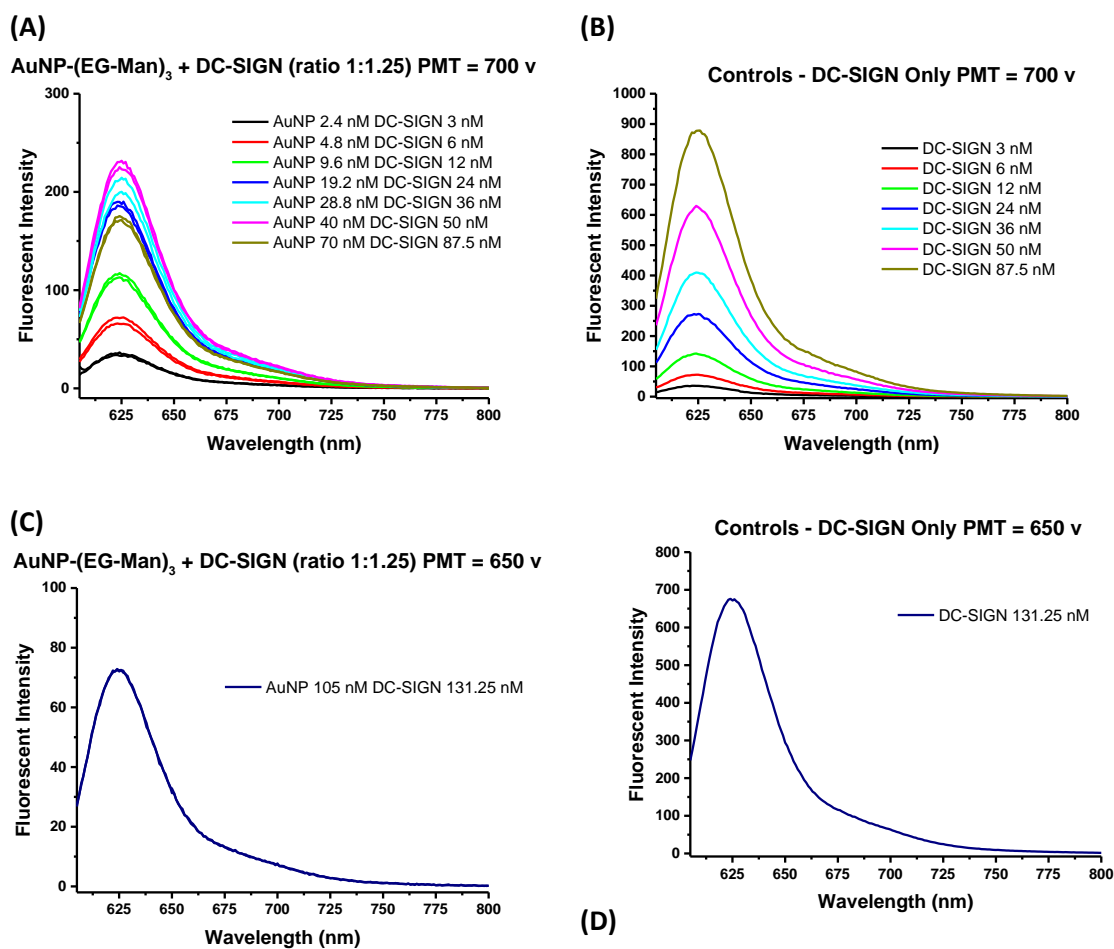 (A)
AuNP-(EG-Man)3 + DC-SIGN (ratio 1:1.25) PMT = 700 v
300
200
100
0
Fluorescent Intensity
AuNP 2.4 nM DC-SIGN 3 nM
AuNP 4.8 nM DC-SIGN 6 nM
AuNP 9.6 nM DC-SIGN 12 nM
AuNP 19.2 nM DC-SIGN 24 nM
AuNP 28.8 nM DC-SIGN 36 nM
AuNP 40 nM DC-SIGN 50 nM
AuNP 70 nM DC-SIGN 87.5 nM
625 650 675 700 725 750 775 800
Wavelength (nm)
(B)
Controls - DC-SIGN Only PMT = 700 v
1000
900
800
700
600
500
400
300
200
100
0
Fluorescent Intensity
DC-SIGN 3 nM
DC-SIGN 6 nM
DC-SIGN 12 nM
DC-SIGN 24 nM
DC-SIGN 36 nM
DC-SIGN 50 nM
DC-SIGN 87.5 nM
625 650 675 700 725 750 775 800
Wavelength (nm)
(C)
AuNP-(EG-Man)3 + DC-SIGN (ratio 1:1.25) PMT = 650 v
100
80
60
40
20
0
Fluorescent Intensity
AuNP 105 nM DC-SIGN 131.25 nM
625 650 675 700 725 750 775 800
Wavelength (nm)
Controls - DC-SIGN Only PMT = 650 v
800
700
600
500
400
300
200
100
0
Fluorescent Intensity
DC-SIGN 131.25 nM
625 650 675 700 725 750 775 800
Wavelength (nm)
(D)